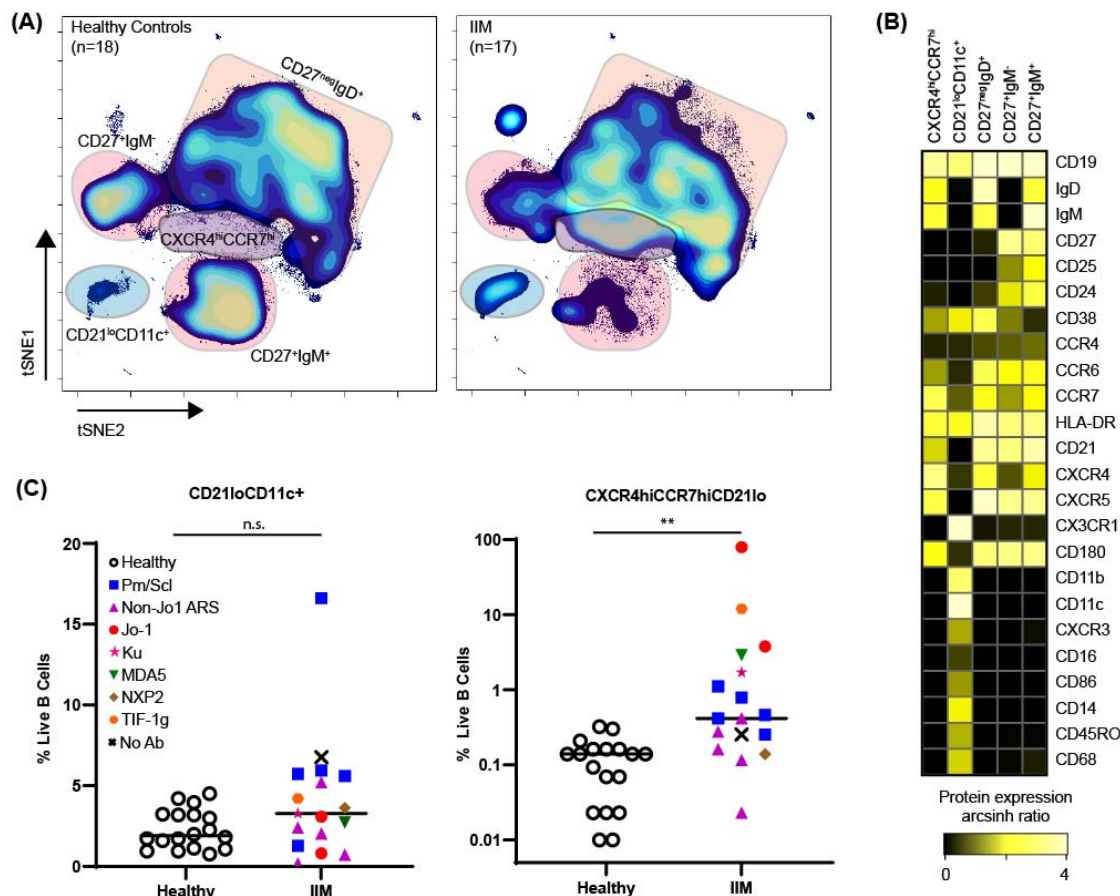 (A)
Healthy Controls
(n=18)
IIM
(n=17)
CD27negIgD+
CD27+IgM-
CXCR4hiCCR7hi
CD21loCD11c+
CD27+IgM+
tSNE1
tSNE2
(B)
CXCR4hiCCR7hi
CD21loCD11c+
CD27negIgD+
CD27+IgM-
CD27+IgM+
CD19
IgD
IgM
CD27
CD25
CD24
CD38
CCR4
CCR6
CCR7
HLA-DR
CD21
CXCR4
CXCR5
CX3CR1
CD180
CD11b
CD11c
CXCR3
CD16
CD86
CD14
CD45RO
CD68
Protein expression
arcsinh ratio
0 4
(C)
CD21loCD11c+
n.s.
% Live B Cells
20
15
10
5
0
Healthy
Pm/Scl
Non-Jo1 ARS
Jo-1
Ku
MDA5
NXP2
TIF-1g
No Ab
Healthy IIM
CXCR4hiCCR7hiCD21lo
**
% Live B Cells
100
10
1
0.1
0.01
Healthy IIM